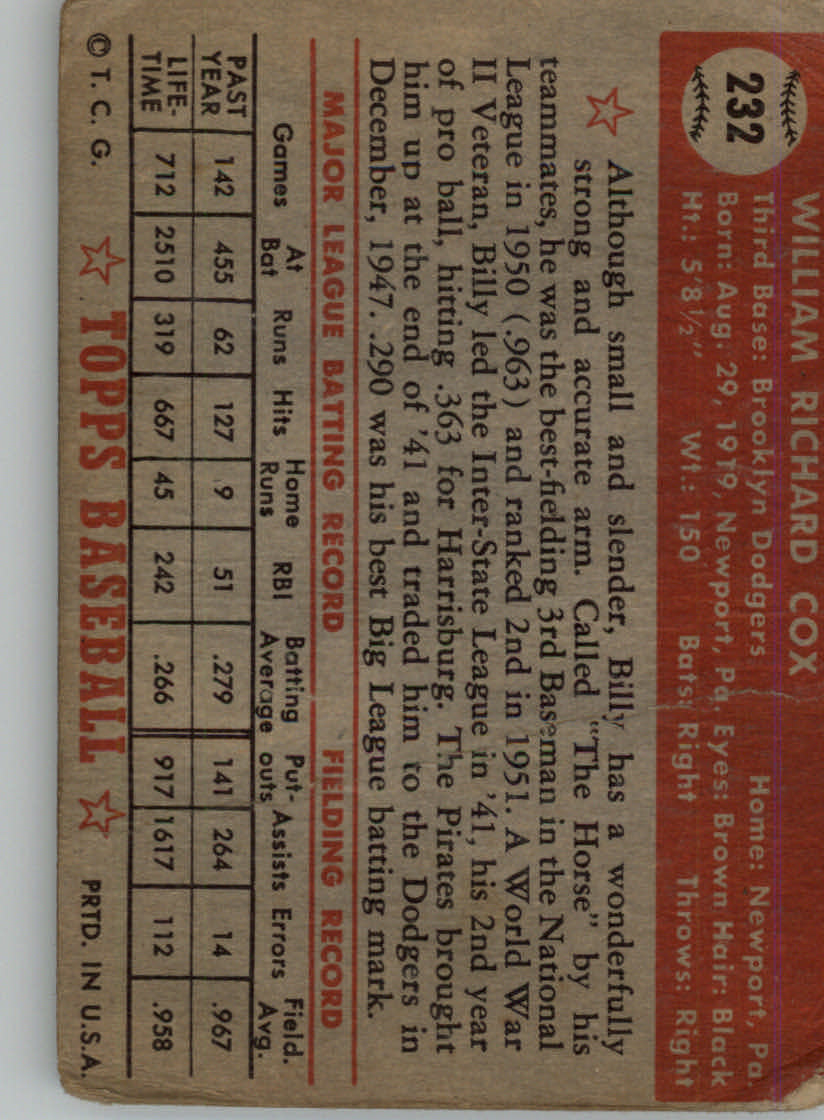 WILLIAM RICHARD COX
Third Base: Brooklyn Dodgers Home: Newport, Pa.
Born: Aug. 29, 1919, Newport, Pa. Eyes: Brown Hair: Black
Ht.: 5'8½" Wt.: 150 Bats: Right Throws: Right
232
Although small and slender, Billy has a wonderfully
strong and accurate arm. Called "The Horse" by his
teammates, he was the best-fielding 3rd Baseman in the National
League in 1950 (.963) and ranked 2nd in 1951. A World War
II Veteran, Billy led the Inter-State League in '41, his 2nd year
of pro ball, hitting .363 for Harrisburg. The Pirates brought
him up at the end of '41 and traded him to the Dodgers in
December, 1947. .290 was his best Big League batting mark.
MAJOR LEAGUE BATTING RECORD FIELDING RECORD
Games At Bat Runs Hits Home Runs RBI Batting Average Put-outs Assists Errors Field. Avg.
PAST YEAR 142 455 62 127 9 51 .279 141 264 14 .967
LIFE-TIME 712 2510 319 667 45 242 .266 917 1617 112 .958
© T. C. G. TOPPS BASEBALL PRTD. IN U.S.A.